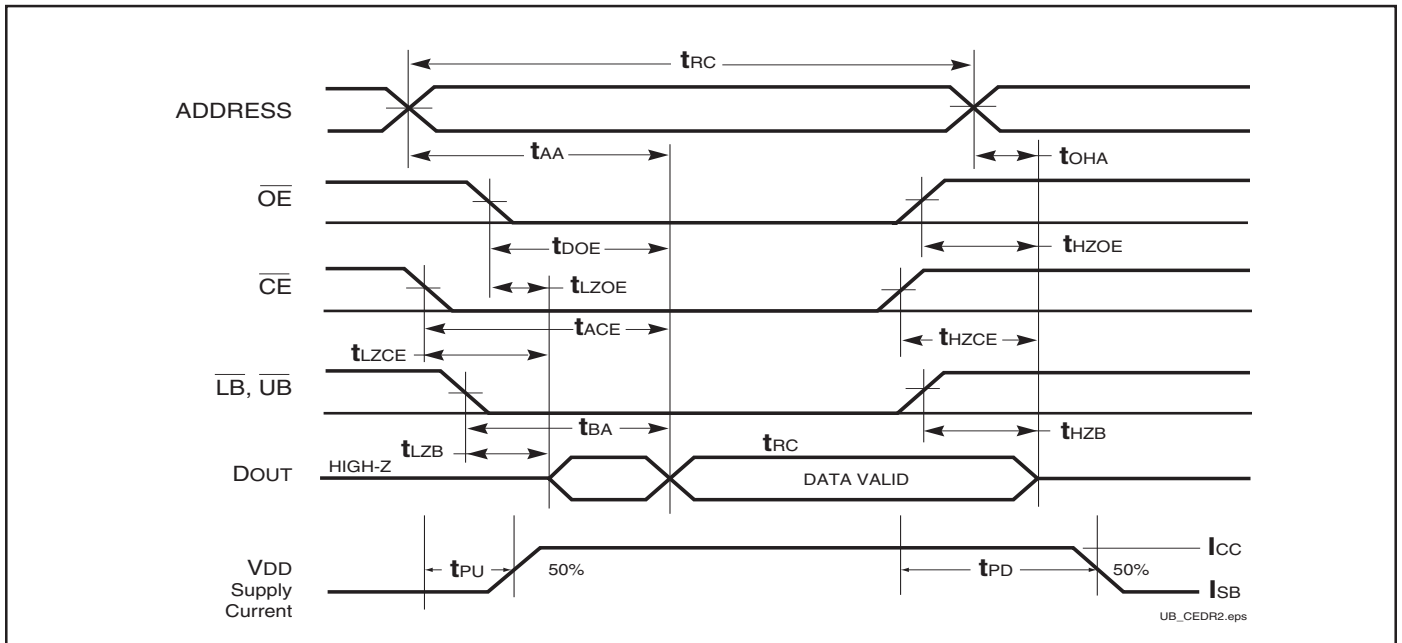 tRC
ADDRESS
tAA
tOHA
OE
tDOE
tHZOE
CE
tLZOE
tACE
tHZCE
tLZCE
LB, UB
tBA
tHZB
tLZB
tRC
DOUT
HIGH-Z
DATA VALID
ICC
VDD
Supply
Current
tPU
50%
tPD
50%
ISB
UB_CEDR2.eps